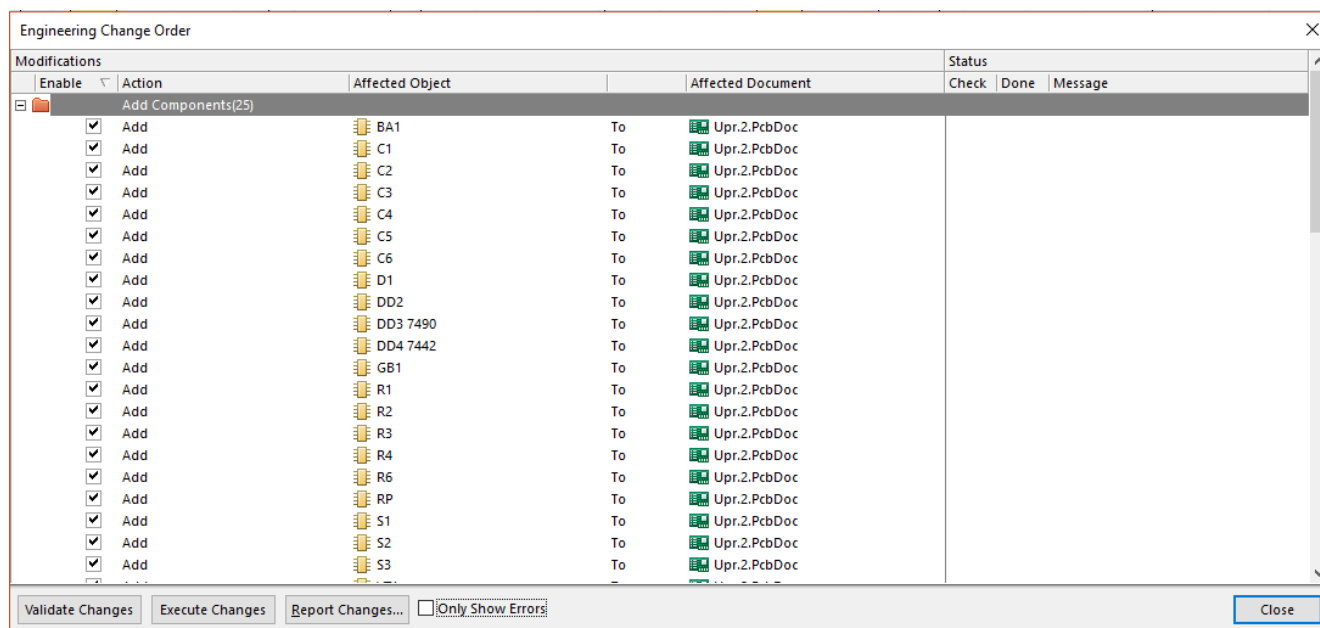 Engineering Change Order
Modifications Status
Enable Action Affected Object Affected Document Check Done Message
Add Components(25)
Add BA1 To Upr.2.PcbDoc
Add C1 To Upr.2.PcbDoc
Add C2 To Upr.2.PcbDoc
Add C3 To Upr.2.PcbDoc
Add C4 To Upr.2.PcbDoc
Add C5 To Upr.2.PcbDoc
Add C6 To Upr.2.PcbDoc
Add D1 To Upr.2.PcbDoc
Add DD2 To Upr.2.PcbDoc
Add DD3 7490 To Upr.2.PcbDoc
Add DD4 7442 To Upr.2.PcbDoc
Add GB1 To Upr.2.PcbDoc
Add R1 To Upr.2.PcbDoc
Add R2 To Upr.2.PcbDoc
Add R3 To Upr.2.PcbDoc
Add R4 To Upr.2.PcbDoc
Add R6 To Upr.2.PcbDoc
Add RP To Upr.2.PcbDoc
Add S1 To Upr.2.PcbDoc
Add S2 To Upr.2.PcbDoc
Add S3 To Upr.2.PcbDoc
Validate Changes Execute Changes Report Changes... Only Show Errors Close